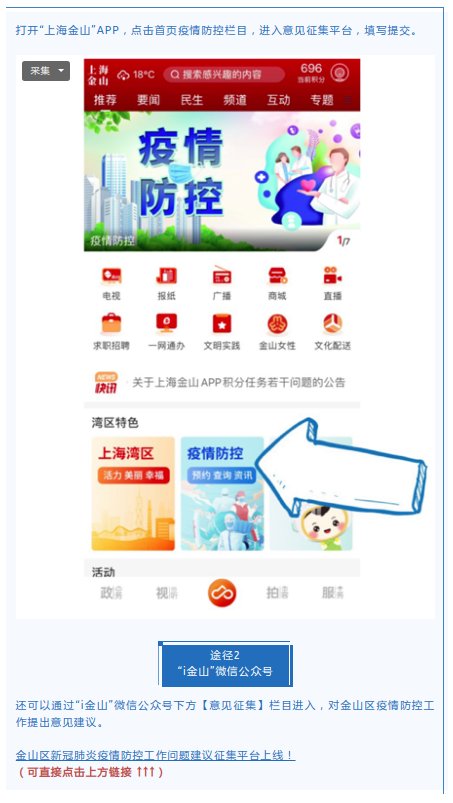 打开“上海金山”APP，点击首页疫情防控栏目，进入意见征集平台，填写提交。
采集
上海金山
18°C
搜索感兴趣的内容
696
当前积分
推荐 要闻 民生 频道 互动 专题
疫情
防控
疫情防控
1/7
电视 报纸 广播 商城 直播
求职招聘 一网通办 文明实践 金山女性 文化配送
NEWS
快讯
关于上海金山APP积分任务若干问题的公告
湾区特色
上海湾区 疫情防控
活力 美丽 幸福 预约 查询 资讯
活动
政 视 拍 服
途径2
“i金山”微信公众号
还可以通过“i金山”微信公众号下方【意见征集】栏目进入，对金山区疫情防控工
作提出意见建议。
金山区新冠肺炎疫情防控工作问题建议征集平台上线！
（可直接点击上方链接 ↑↑↑）